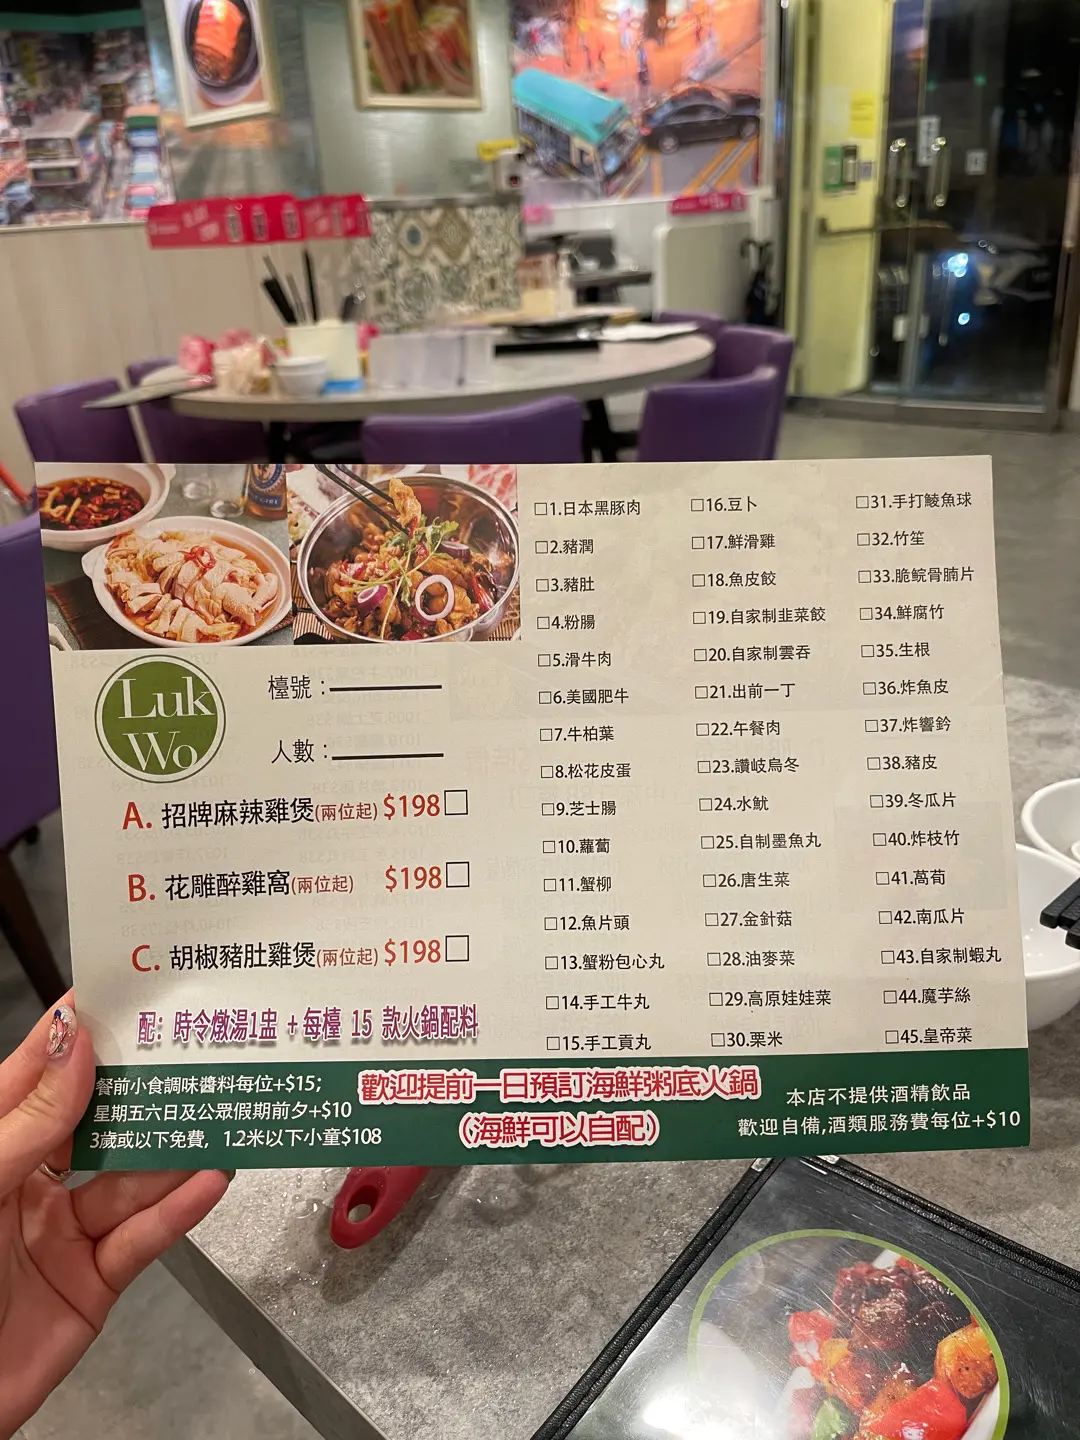 Luk
Wo
檯號：
人數：
A. 招牌麻辣雞煲(兩位起) $198□
B. 花雕醉雞窩(兩位起) $198□
C. 胡椒豬肚雞煲(兩位起) $198□
配：時令燉湯1盅 + 每檯 15 款火鍋配料
□1.日本黑豚肉
□2.豬潤
□3.豬肚
□4.粉腸
□5.滑牛肉
□6.美國肥牛
□7.牛柏葉
□8.松花皮蛋
□9.芝士腸
□10.蘿蔔
□11.蟹柳
□12.魚片頭
□13.蟹粉包心丸
□14.手工牛丸
□15.手工貢丸
□16.豆卜
□17.鮮滑雞
□18.魚皮餃
□19.自家制韭菜餃
□20.自家制雲吞
□21.出前一丁
□22.午餐肉
□23.讚岐烏冬
□24.水魷
□25.自制墨魚丸
□26.唐生菜
□27.金針菇
□28.油麥菜
□29.高原娃娃菜
□30.粟米
□31.手打鯪魚球
□32.竹笙
□33.脆鯇骨腩片
□34.鮮腐竹
□35.生根
□36.炸魚皮
□37.炸響鈴
□38.豬皮
□39.冬瓜片
□40.炸枝竹
□41.萵荀
□42.南瓜片
□43.自家制蝦丸
□44.魔芋絲
□45.皇帝菜
餐前小食調味醬料每位+$15;
星期五六日及公眾假期前夕+$10
3歲或以下免費，1.2米以下小童$108
歡迎提前一日預訂海鮮粥底火鍋
（海鮮可以自配）
本店不提供酒精飲品
歡迎自備,酒類服務費每位+$10